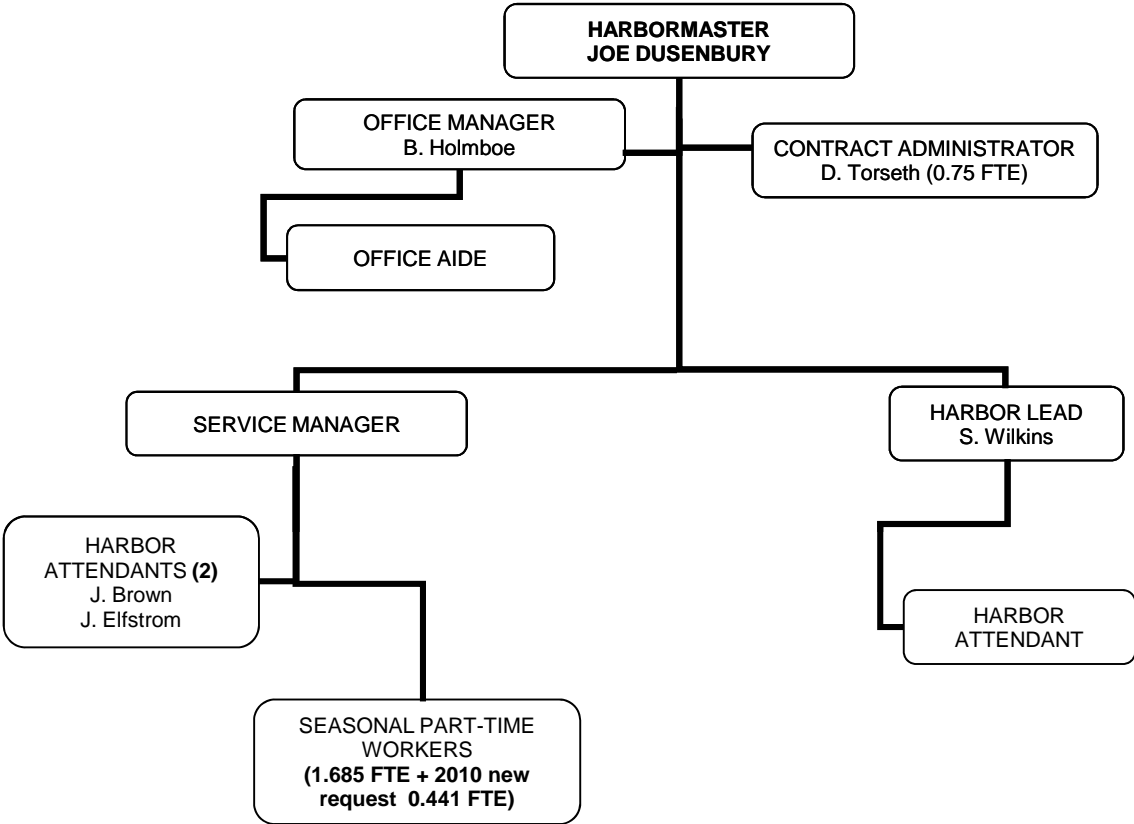 HARBORMASTER
JOE DUSENBURY
OFFICE MANAGER
B. Holmboe
CONTRACT ADMINISTRATOR
D. Torseth (0.75 FTE)
OFFICE AIDE
SERVICE MANAGER
HARBOR LEAD
S. Wilkins
HARBOR
ATTENDANTS (2)
J. Brown
J. Elfstrom
HARBOR
ATTENDANT
SEASONAL PART-TIME
WORKERS
(1.685 FTE + 2010 new
request 0.441 FTE)